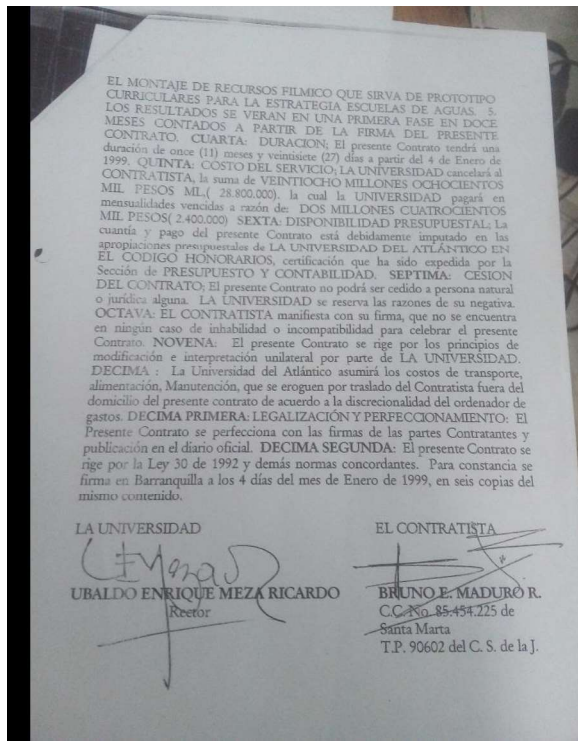 EL MONTAJE DE RECURSOS FILMICO QUE SIRVA DE PROTOTIPO
CURRICULARES PARA LA ESTRATEGIA ESCUELAS DE AGUAS. 5.
LOS RESULTADOS SE VERAN EN UNA PRIMERA FASE EN DOCE
MESES CONTADOS A PARTIR DE LA FIRMA DEL PRESENTE
CONTRATO. CUARTA: DURACION; El presente Contrato tendrá una
duración de once (11) meses y veintisiete (27) días a partir del 4 de Enero de
1999. QUINTA: COSTO DEL SERVICIO; LA UNIVERSIDAD cancelará al
CONTRATISTA, la suma de VEINTIOCHO MILLONES OCHOCIENTOS
MIL PESOS ML,( 28.800.000). la cual la UNIVERSIDAD pagará en
mensualidades vencidas a razón de: DOS MILLONES CUATROCIENTOS
MIL PESOS( 2.400.000) SEXTA: DISPONIBILIDAD PRESUPUESTAL; La
cuantía y pago del presente Contrato está debidamente imputado en las
apropiaciones presupuestales de LA UNIVERSIDAD DEL ATLÁNTICO EN
EL CODIGO HONORARIOS, certificación que ha sido expedida por la
Sección de PRESUPUESTO Y CONTABILIDAD. SEPTIMA: CESION
DEL CONTRATO; El presente Contrato no podrá ser cedido a persona natural
o jurídica alguna. LA UNIVERSIDAD se reserva las razones de su negativa.
OCTAVA: EL CONTRATISTA manifiesta con su firma, que no se encuentra
en ningún caso de inhabilidad o incompatibilidad para celebrar el presente
Contrato. NOVENA: El presente Contrato se rige por los principios de
modificación e interpretación unilateral por parte de LA UNIVERSIDAD.
DECIMA : La Universidad del Atlántico asumirá los costos de transporte,
alimentación, Manutención, que se eroguen por traslado del Contratista fuera del
domicilio del presente contrato de acuerdo a la discrecionalidad del ordenador de
gastos. DECIMA PRIMERA: LEGALIZACIÓN Y PERFECCIONAMIENTO: El
Presente Contrato se perfecciona con las firmas de las partes Contratantes y
publicación en el diario oficial. DECIMA SEGUNDA: El presente Contrato se
rige por la Ley 30 de 1992 y demás normas concordantes. Para constancia se
firma en Barranquilla a los 4 días del mes de Enero de 1999, en seis copias del
mismo contenido.
LA UNIVERSIDAD
UBALDO ENRIQUE MEZA RICARDO
Rector
EL CONTRATISTA
BRUNO E. MADURO R.
C.C. No. 85.454.225 de
Santa Marta
T.P. 90602 del C. S. de la J.